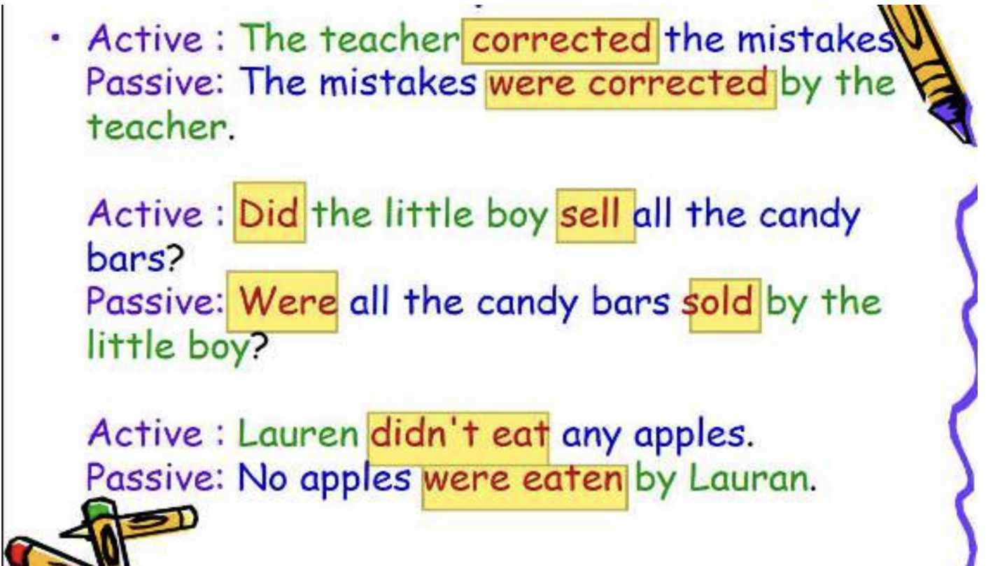 • Active : The teacher corrected the mistakes.
Passive: The mistakes were corrected by the
teacher.
Active : Did the little boy sell all the candy
bars?
Passive: Were all the candy bars sold by the
little boy?
Active : Lauren didn't eat any apples.
Passive: No apples were eaten by Lauran.